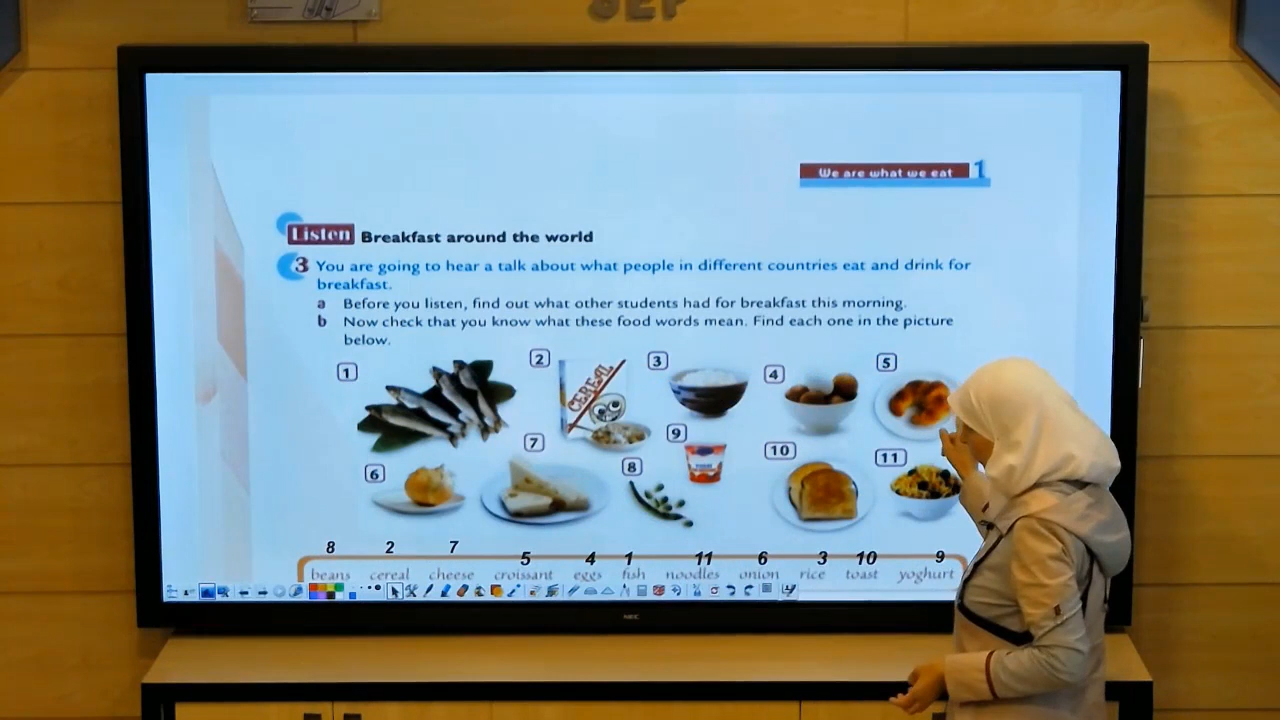 SEP
We are what we eat 1
Listen Breakfast around the world
3 You are going to hear a talk about what people in different countries eat and drink for
breakfast.
a Before you listen, find out what other students had for breakfast this morning.
b Now check that you know what these food words mean. Find each one in the picture
below.
1 2 3 4 5
CEREAL
6 7 8 9 10 11
8 2 7 5 4 1 11 6 3 10 9
beans cereal cheese croissant eggs fish noodles onion rice toast yoghurt
NEC